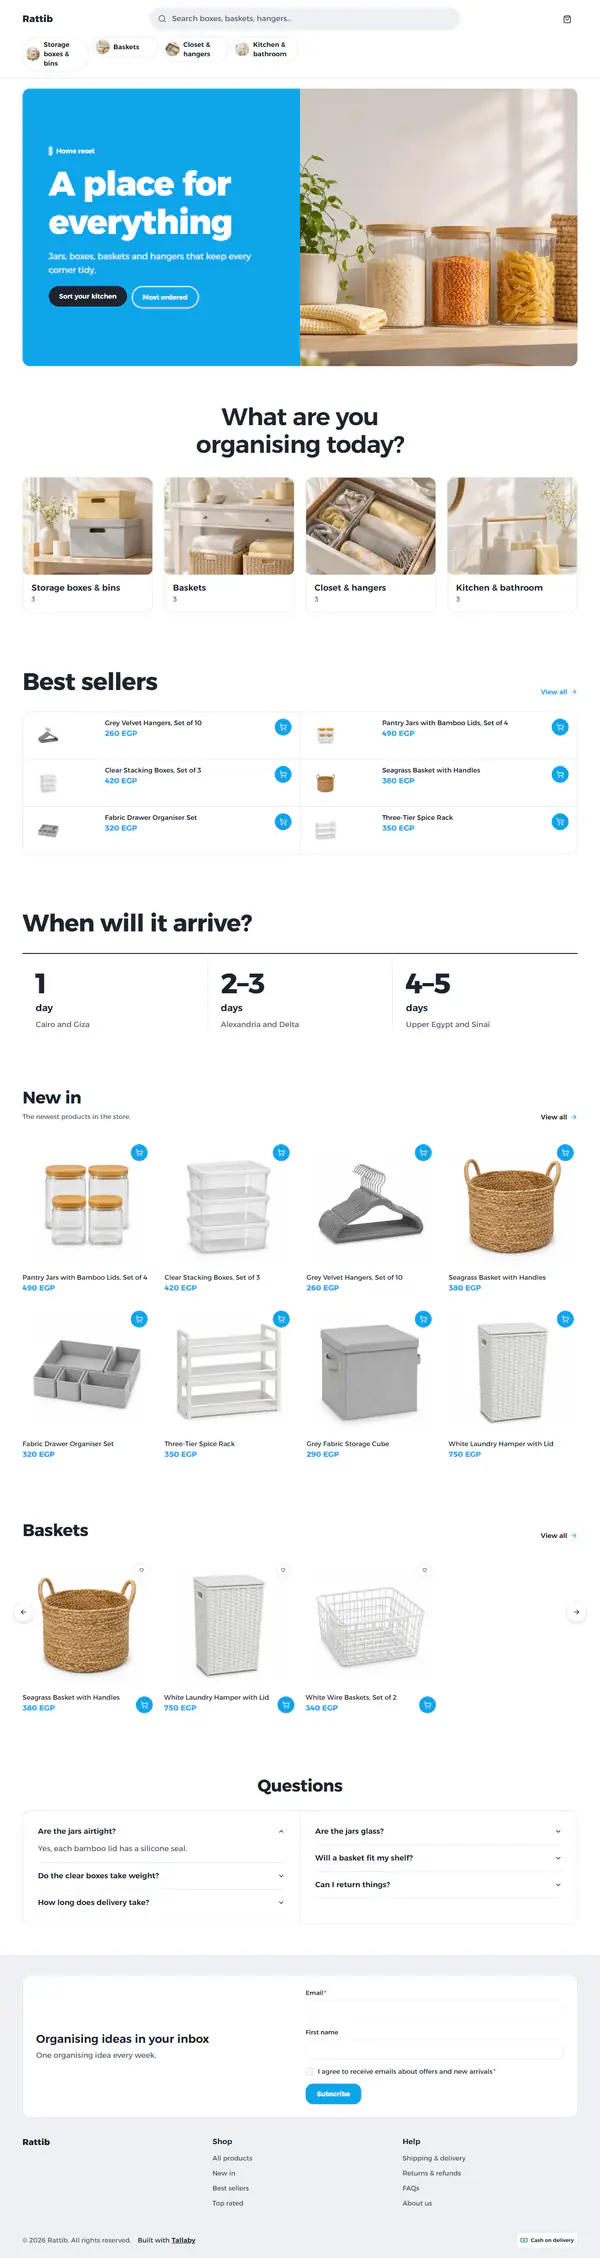 Rattib
Search boxes, baskets, hangers...
Storage
boxes &
bins
Baskets
Closet &
hangers
Kitchen &
bathroom
Home reset
A place for
everything
Jars, boxes, baskets and hangers that keep every
corner tidy.
Sort your kitchen
Most ordered
What are you
organising today?
Storage boxes & bins
3
Baskets
3
Closet & hangers
3
Kitchen & bathroom
3
Best sellers
View all
Grey Velvet Hangers, Set of 10
260 EGP
Pantry Jars with Bamboo Lids, Set of 4
490 EGP
Clear Stacking Boxes, Set of 3
420 EGP
Seagrass Basket with Handles
380 EGP
Fabric Drawer Organiser Set
320 EGP
Three-Tier Spice Rack
350 EGP
When will it arrive?
1
day
Cairo and Giza
2–3
days
Alexandria and Delta
4–5
days
Upper Egypt and Sinai
New in
The newest products in the store.
View all
Pantry Jars with Bamboo Lids, Set of 4
490 EGP
Clear Stacking Boxes, Set of 3
420 EGP
Grey Velvet Hangers, Set of 10
260 EGP
Seagrass Basket with Handles
380 EGP
Fabric Drawer Organiser Set
320 EGP
Three-Tier Spice Rack
350 EGP
Grey Fabric Storage Cube
290 EGP
White Laundry Hamper with Lid
750 EGP
Baskets
View all
Seagrass Basket with Handles
380 EGP
White Laundry Hamper with Lid
750 EGP
White Wire Baskets, Set of 2
340 EGP
Questions
Are the jars airtight?
Yes, each bamboo lid has a silicone seal.
Do the clear boxes take weight?
How long does delivery take?
Are the jars glass?
Will a basket fit my shelf?
Can I return things?
Organising ideas in your inbox
One organising idea every week.
Email*
First name
I agree to receive emails about offers and new arrivals*
Subscribe
Rattib
Shop
All products
New in
Best sellers
Top rated
Help
Shipping & delivery
Returns & refunds
FAQs
About us
© 2026 Rattib. All rights reserved.
Built with Tallaby
Cash on delivery